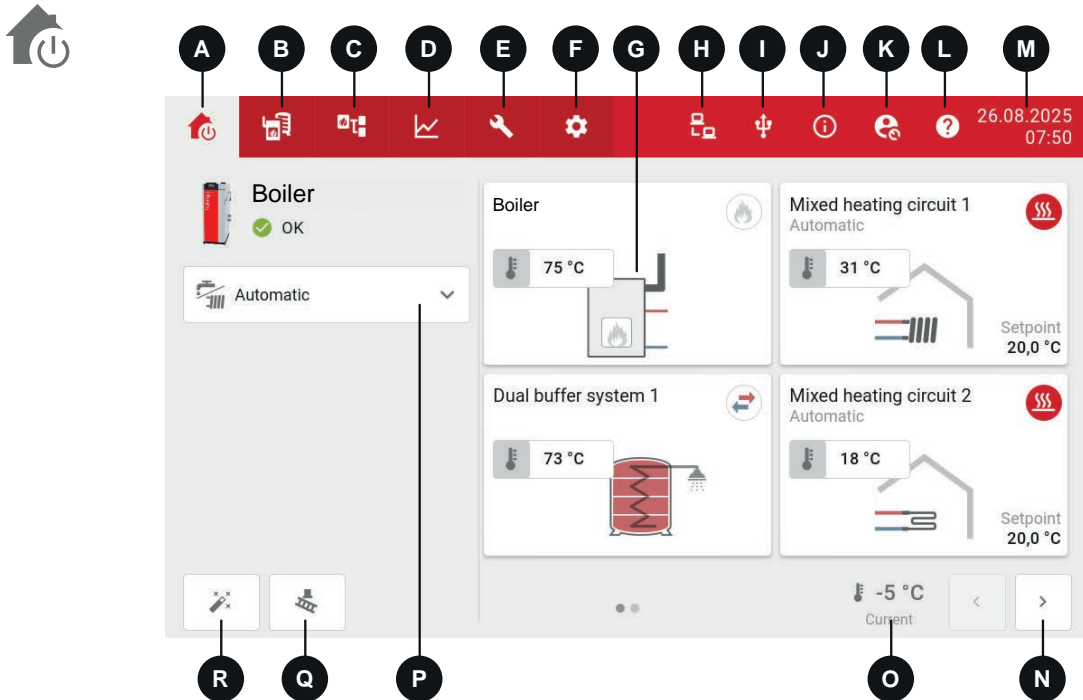 A B C D E F G H I J K L M
26.08.2025
07:50
Boiler
OK
Automatic
Boiler
75 °C
Mixed heating circuit 1
Automatic
31 °C
Setpoint
20,0 °C
Dual buffer system 1
73 °C
Mixed heating circuit 2
Automatic
18 °C
Setpoint
20,0 °C
-5 °C
Current
R Q P O N